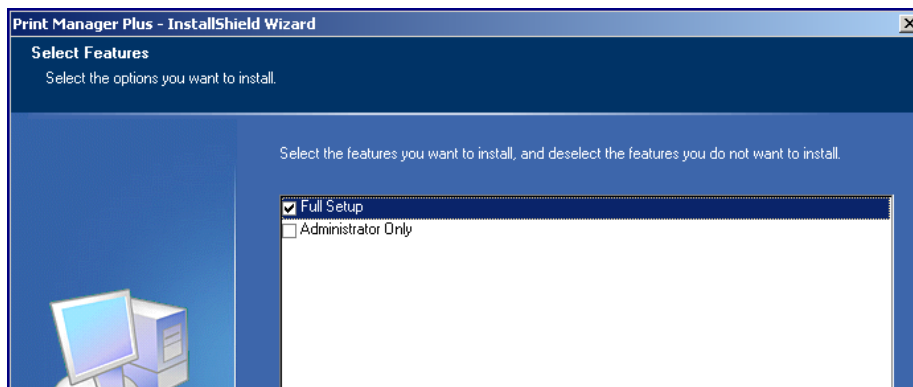 Print Manager Plus - InstallShield Wizard
Select Features
Select the options you want to install.
Select the features you want to install, and deselect the features you do not want to install.
Full Setup
Administrator Only